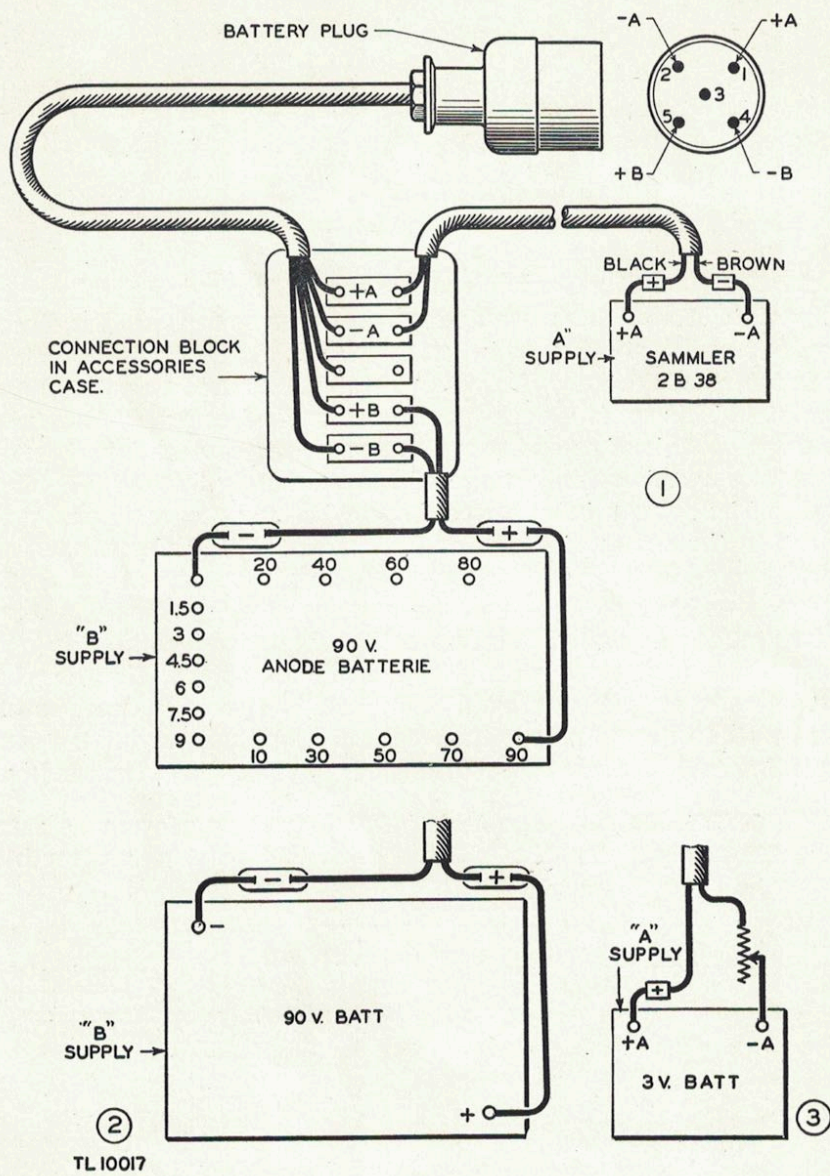 BATTERY PLUG
-A
+A
2
1
3
5
4
+B
-B
BLACK
BROWN
+
-
+A
-A
"A"
SUPPLY
SAMMLER
2 B 38
+A
-A
+B
-B
CONNECTION BLOCK
IN ACCESSORIES
CASE.
1
-
+
20
40
60
80
1.5
3
4.5
6
7.5
9
"B"
SUPPLY
90 V.
ANODE BATTERIE
10
30
50
70
90
-
+
-
90 V. BATT
"B"
SUPPLY
+
2
"A"
SUPPLY
+
+A
-A
3 V. BATT
3
TL 10017